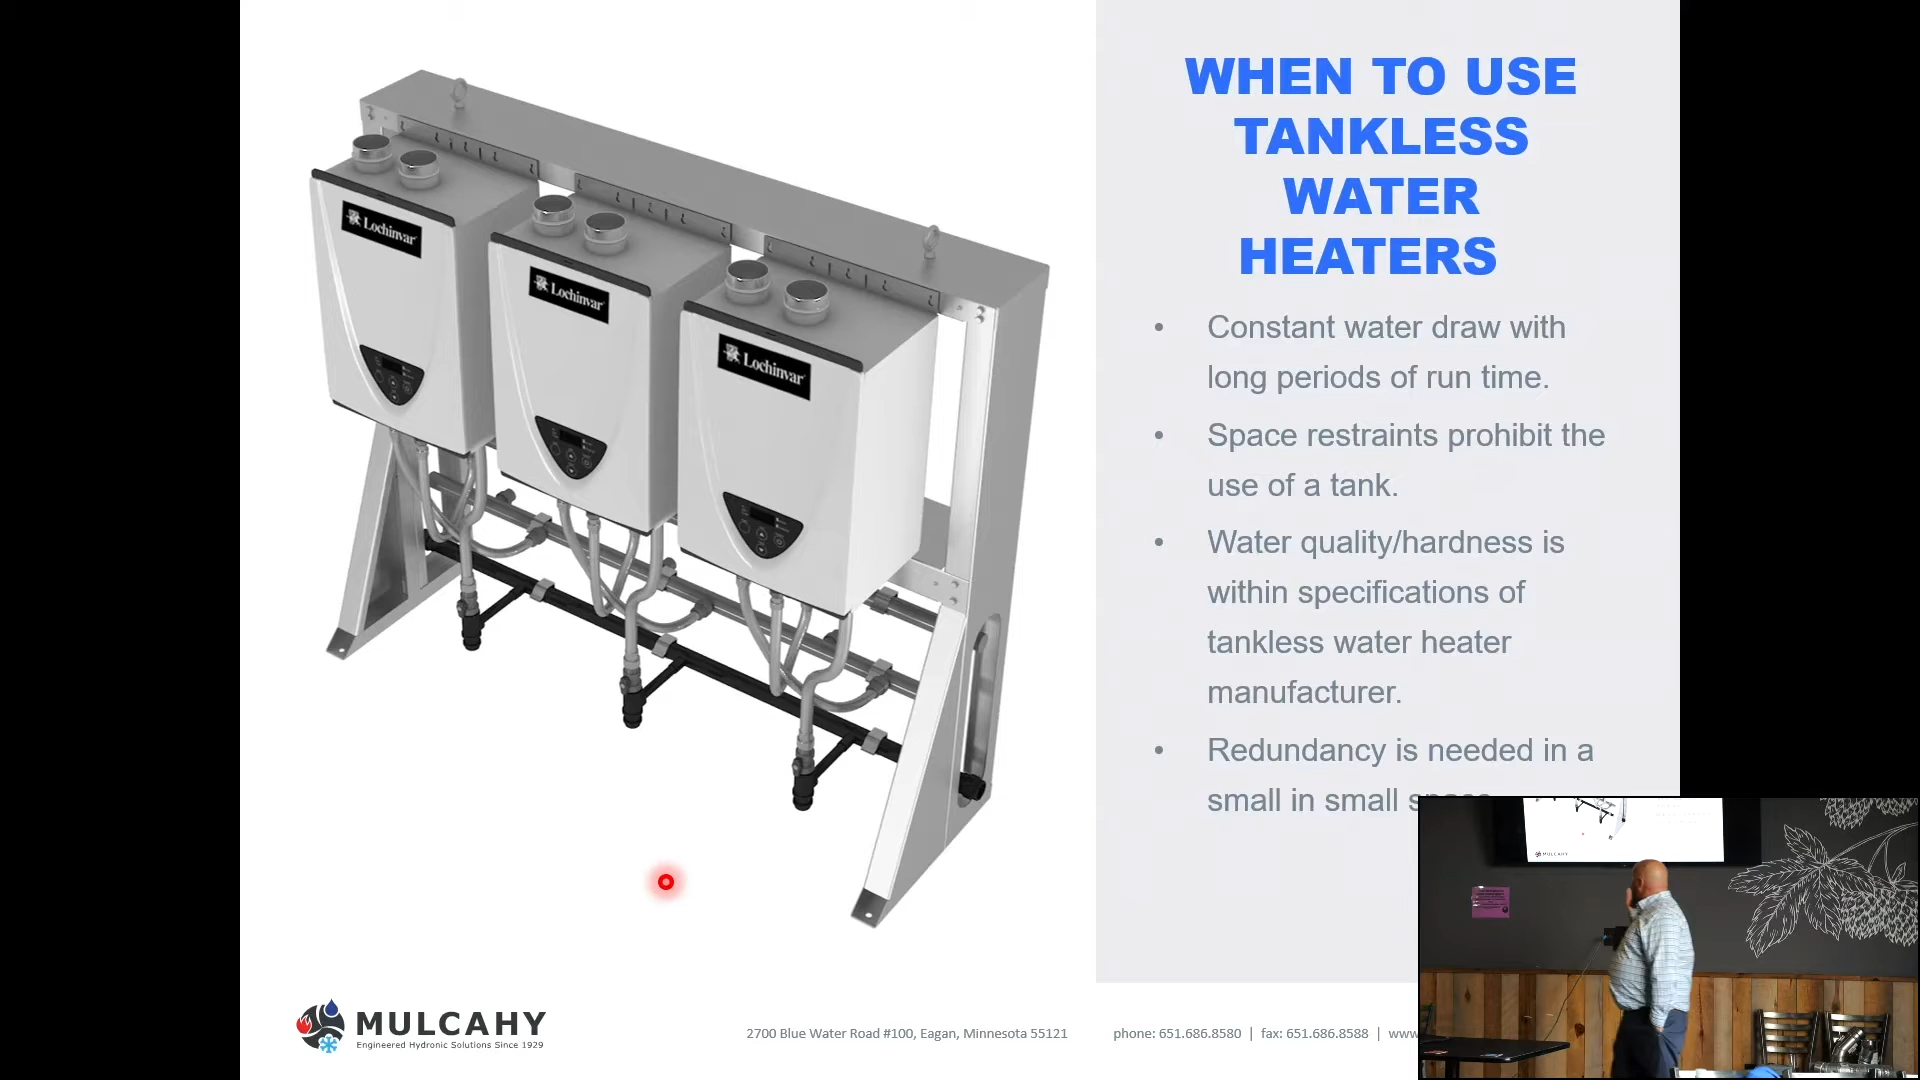 WHEN TO USE
TANKLESS
WATER
HEATERS
• Constant water draw with
long periods of run time.
• Space restraints prohibit the
use of a tank.
• Water quality/hardness is
within specifications of
tankless water heater
manufacturer.
• Redundancy is needed in a
small in small
Lochinvar
Lochinvar
Lochinvar
MULCAHY
Engineered Hydronic Solutions Since 1929
2700 Blue Water Road #100, Eagan, Minnesota 55121
phone: 651.686.8580 | fax: 651.686.8588 | www
MULCAHY